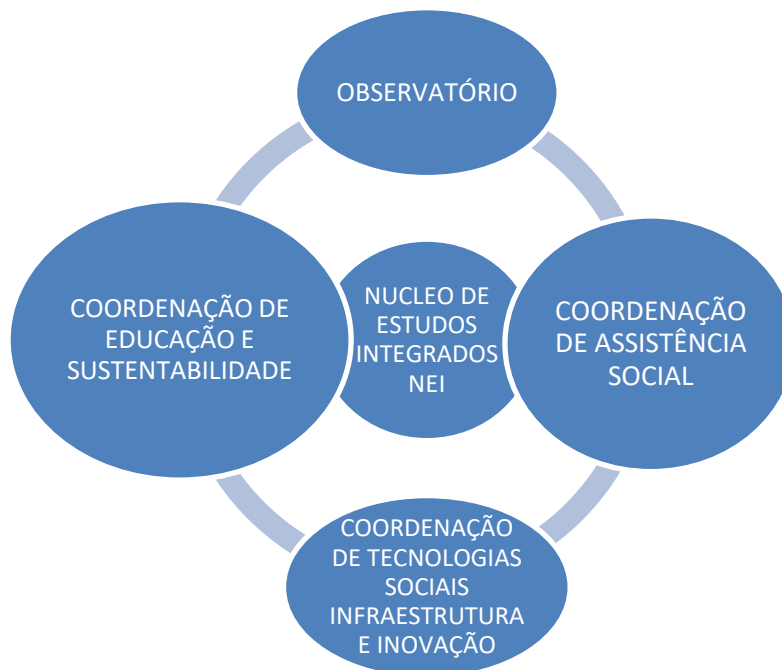 OBSERVATÓRIO
COORDENAÇÃO DE
EDUCAÇÃO E
SUSTENTABILIDADE
NUCLEO DE
ESTUDOS
INTEGRADOS
NEI
COORDENAÇÃO
DE ASSISTÊNCIA
SOCIAL
COORDENAÇÃO
DE TECNOLOGIAS
SOCIAIS
INFRAESTRUTURA
E INOVAÇÃO